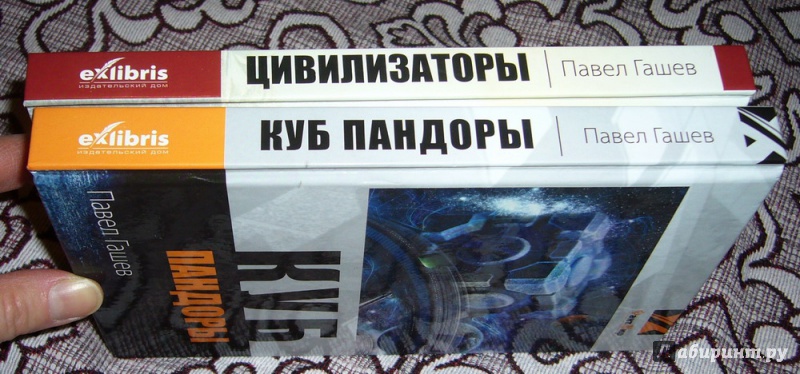 exlibris
издательский дом
ЦИВИЛИЗАТОРЫ
Павел Гашев
exlibris
издательский дом
КУБ ПАНДОРЫ
Павел Гашев
Павел Гашев
КУБ
ПАНДОРЫ
Лабиринт.ру